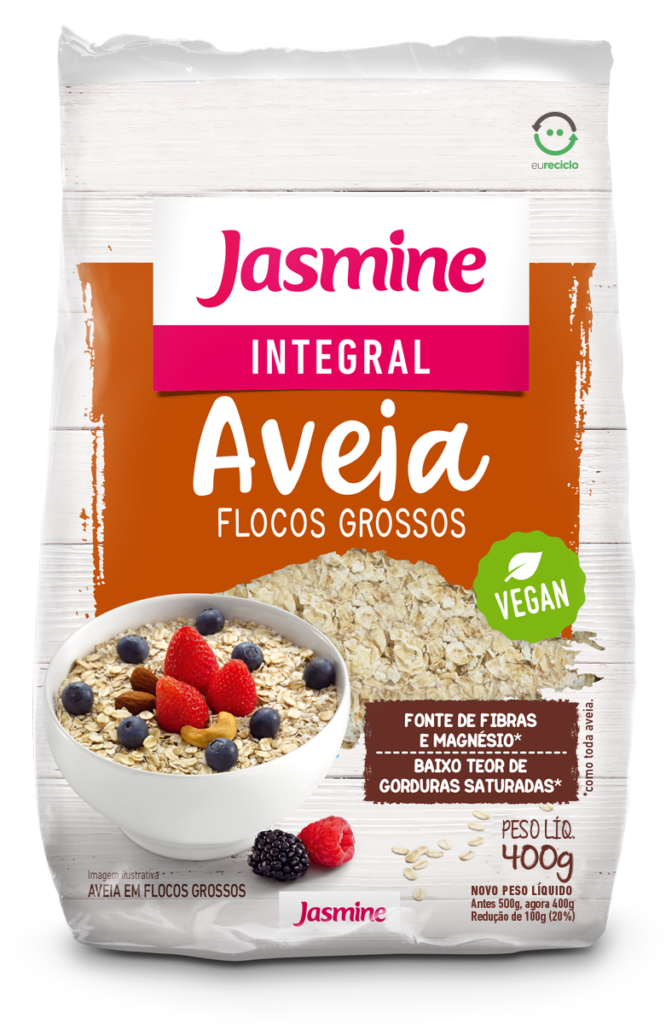 eureciclo
Jasmine
INTEGRAL
Aveia
FLOCOS GROSSOS
VEGAN
FONTE DE FIBRAS
E MAGNÉSIO*
BAIXO TEOR DE
GORDURAS SATURADAS*
*como toda aveia.
PESO LÍQ.
400g
NOVO PESO LÍQUIDO
Antes 500g, agora 400g
Redução de 100g (20%)
Imagem ilustrativa -
AVEIA EM FLOCOS GROSSOS
Jasmine